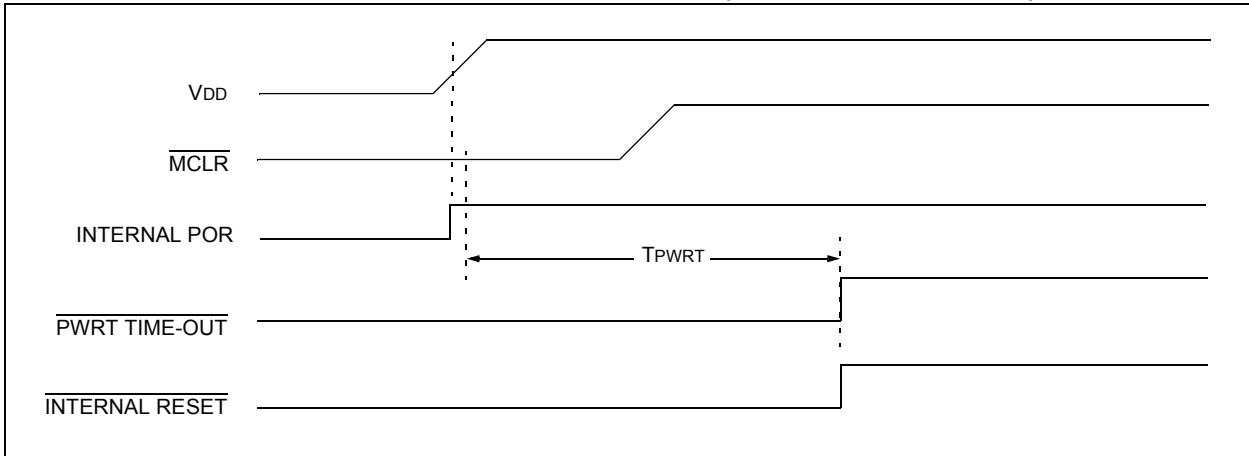 VDD
MCLR
INTERNAL POR
TPWRT
PWRT TIME-OUT
INTERNAL RESET